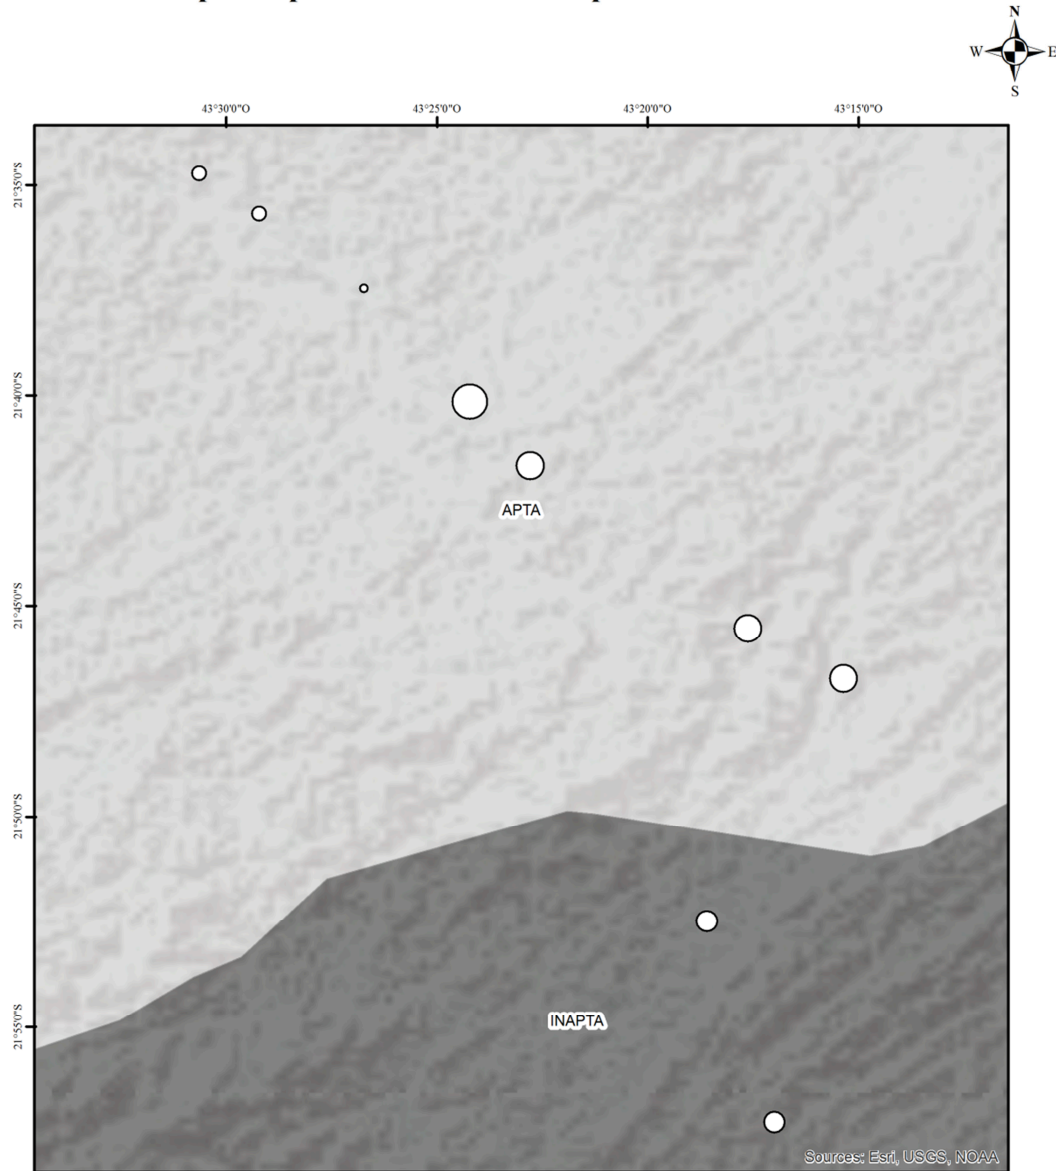 N
W E
S
43°30'0"O 43°25'0"O 43°20'0"O 43°15'0"O
21°35'0"S
21°40'0"S
APTA
21°45'0"S
21°50'0"S
21°55'0"S
INAPTA
Sources: Esri, USGS, NOAA